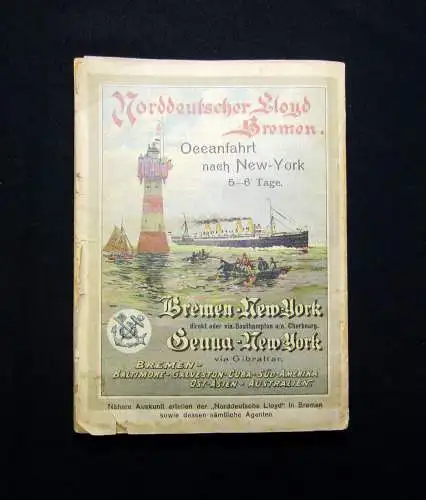 Norddeutscher Lloyd
Bremen.
Oceanfahrt
nach New-York
5-6 Tage.
Bremen-New York
direkt oder via Southampton a/o. Cherbourg.
Genua-New York
via Gibraltar.
BREMEN-
BALTIMORE-GALVESTON-CUBA-SÜD-AMERIKA
OST-ASIEN-AUSTRALIEN
Nähere Auskunft erteilen der „Norddeutsche Lloyd" in Bremen
sowie dessen sämtliche Agenten